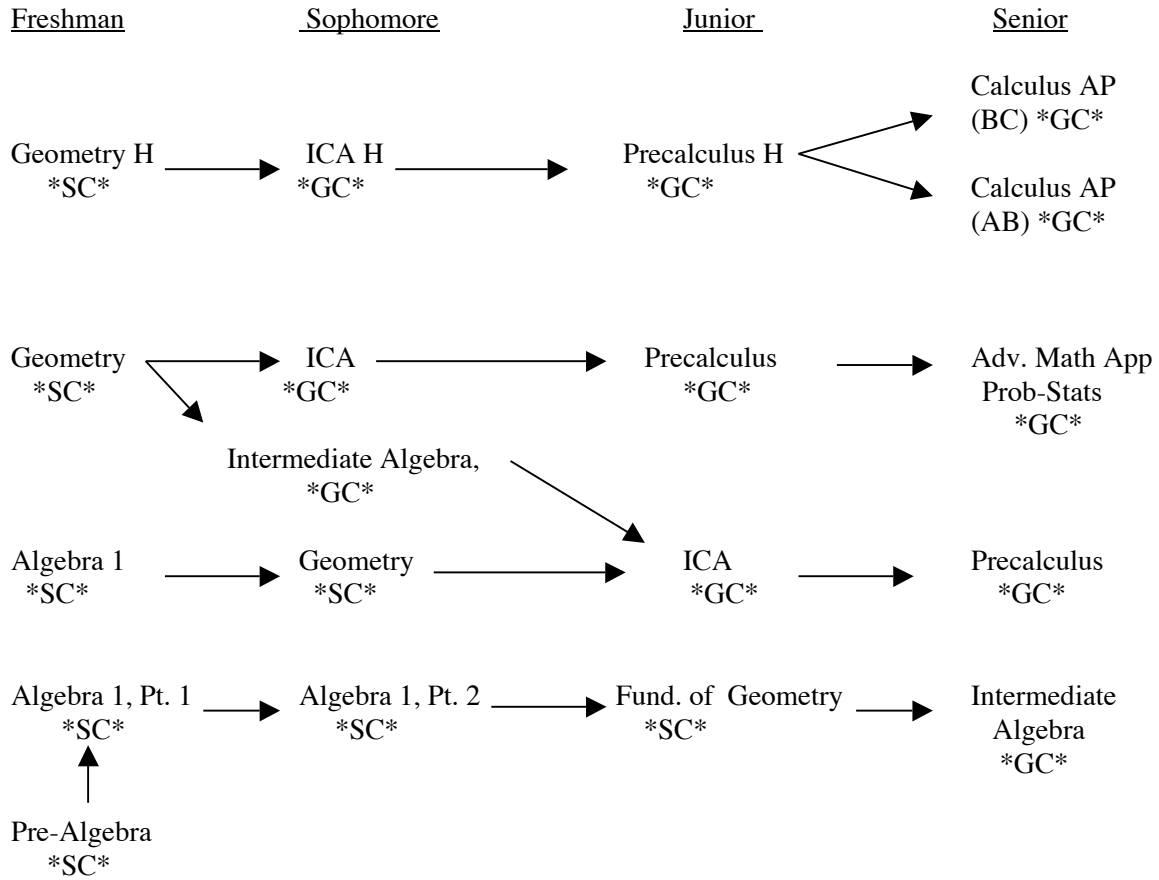 Freshman Sophomore Junior Senior
Calculus AP
(BC) *GC*
Geometry H ICA H Precalculus H
*SC* *GC* *GC*
Calculus AP
(AB) *GC*
Geometry ICA Precalculus Adv. Math App
*SC* *GC* *GC* Prob-Stats
*GC*
Intermediate Algebra,
*GC*
Algebra 1 Geometry ICA Precalculus
*SC* *SC* *GC* *GC*
Algebra 1, Pt. 1 Algebra 1, Pt. 2 Fund. of Geometry Intermediate
*SC* *SC* *SC* Algebra
*GC*
Pre-Algebra
*SC*